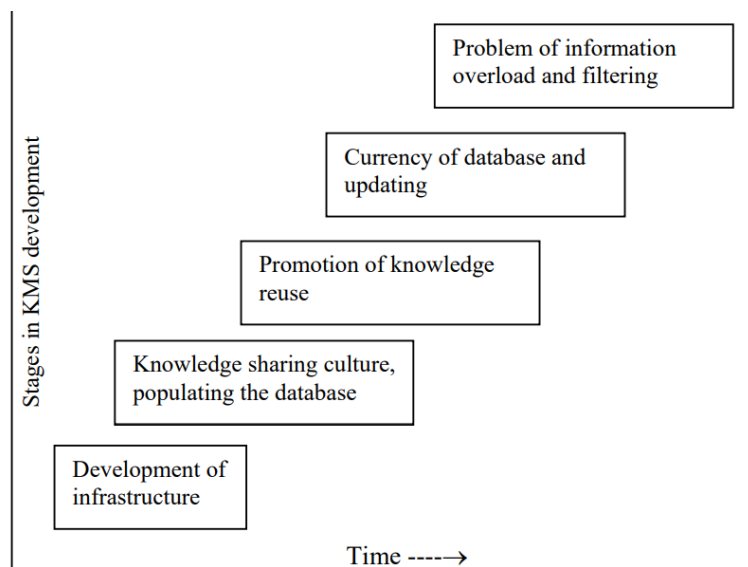 Problem of information
overload and filtering
Currency of database and
updating
Promotion of knowledge
reuse
Knowledge sharing culture,
populating the database
Development of
infrastructure
Stages in KMS development
Time ----→